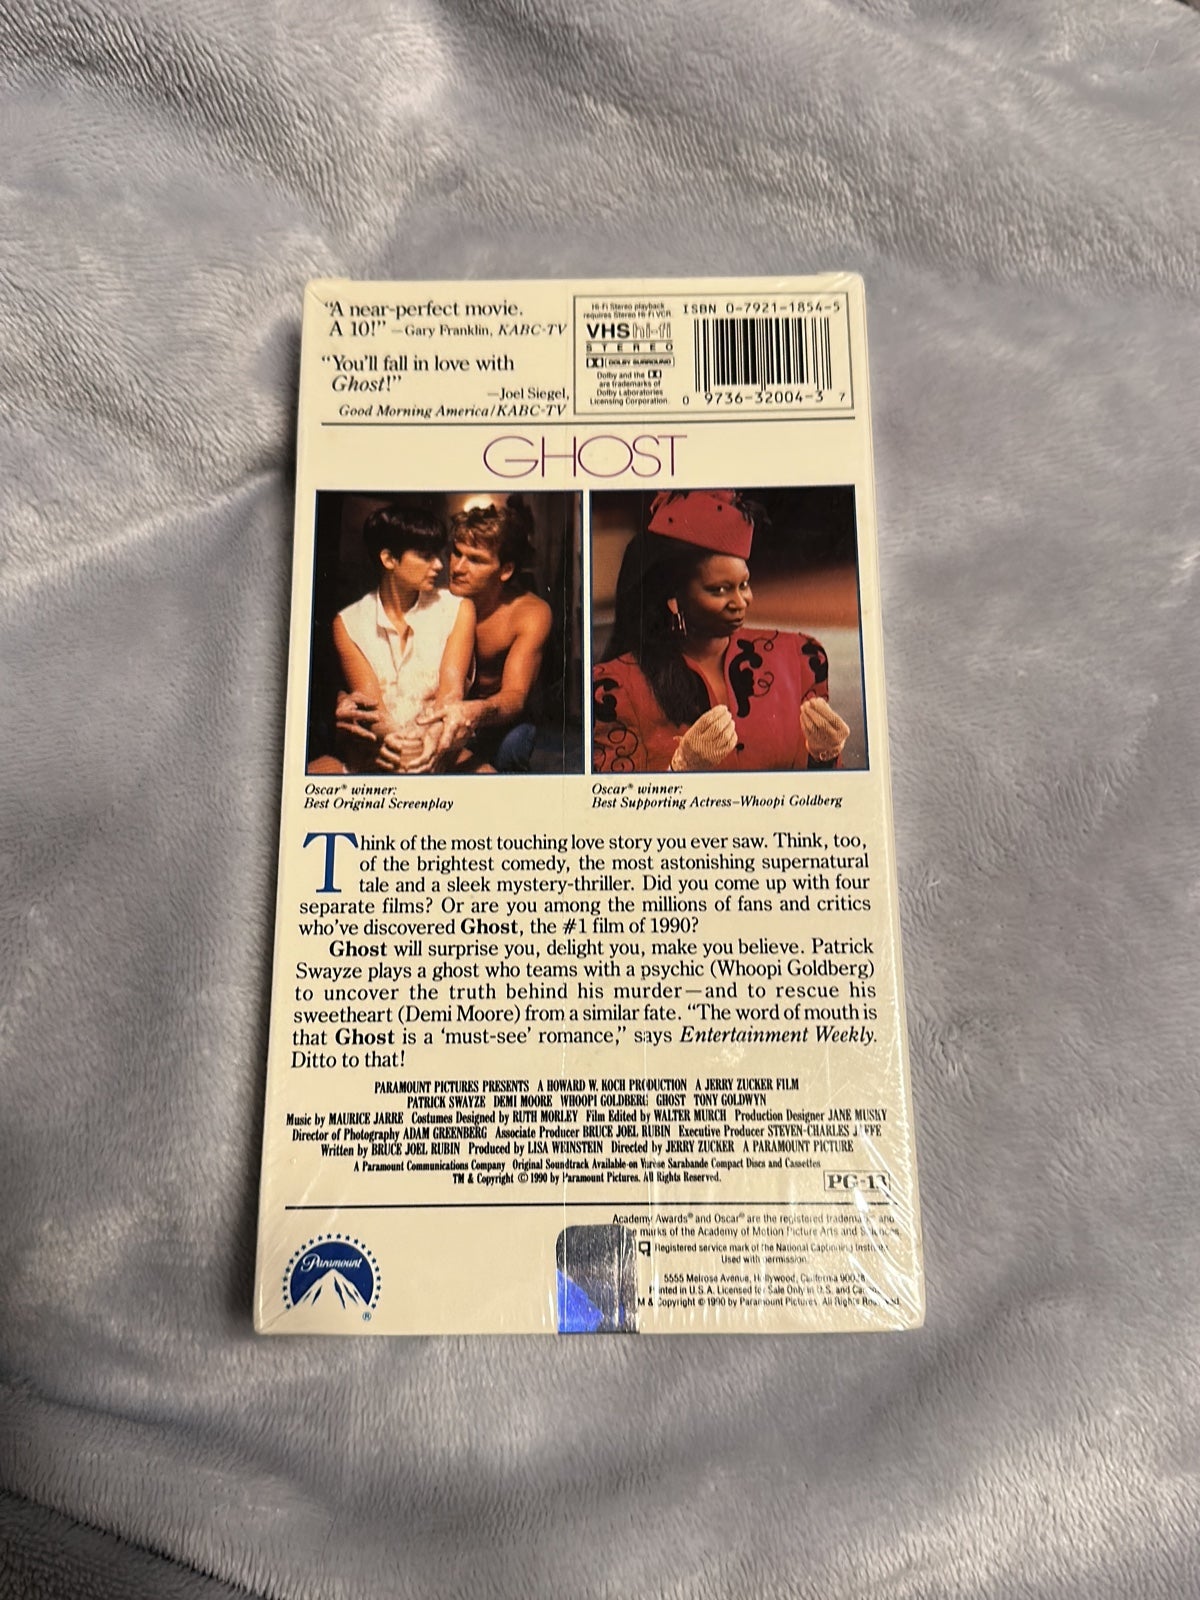 “A near-perfect movie.
A 10!” —Gary Franklin, KABC-TV
“You'll fall in love with
Ghost!”
—Joel Siegel,
Good Morning America/KABC-TV
Hi-Fi Stereo playback
requires Stereo Hi-Fi VCR.
VHS hi-fi
STEREO
DOLBY SURROUND
Dolby and the
are trademarks of
Dolby Laboratories
Licensing Corporation.
ISBN 0-7921-1854-5
0 9736-32004-3 7
GHOST
Oscar® winner:
Best Original Screenplay
Oscar® winner:
Best Supporting Actress–Whoopi Goldberg
Think of the most touching love story you ever saw. Think, too,
of the brightest comedy, the most astonishing supernatural
tale and a sleek mystery-thriller. Did you come up with four
separate films? Or are you among the millions of fans and critics
who've discovered Ghost, the #1 film of 1990?
Ghost will surprise you, delight you, make you believe. Patrick
Swayze plays a ghost who teams with a psychic (Whoopi Goldberg)
to uncover the truth behind his murder—and to rescue his
sweetheart (Demi Moore) from a similar fate. “The word of mouth is
that Ghost is a ‘must-see’ romance,” says Entertainment Weekly.
Ditto to that!
PARAMOUNT PICTURES PRESENTS A HOWARD W. KOCH PRODUCTION A JERRY ZUCKER FILM
PATRICK SWAYZE DEMI MOORE WHOOPI GOLDBERG GHOST TONY GOLDWYN
Music by MAURICE JARRE Costumes Designed by RUTH MORLEY Film Edited by WALTER MURCH Production Designer JANE MUSKY
Director of Photography ADAM GREENBERG Associate Producer BRUCE JOEL RUBIN Executive Producer STEVEN-CHARLES JAFFE
Written by BRUCE JOEL RUBIN Produced by LISA WEINSTEIN Directed by JERRY ZUCKER A PARAMOUNT PICTURE
A Paramount Communications Company Original Soundtrack Available on Varèse Sarabande Compact Discs and Cassettes
TM & Copyright © 1990 by Paramount Pictures. All Rights Reserved.
PG-13
Academy Awards® and Oscar® are the registered trademark and
marks of the Academy of Motion Picture Arts and Sciences.
Registered service mark of the National Captioning Institute.
Used with permission.
5555 Melrose Avenue, Hollywood, California 90038
Printed in U.S.A. Licensed for Sale Only in U.S. and Canada
M & Copyright © 1990 by Paramount Pictures. All Rights Reserved.
Paramount
®